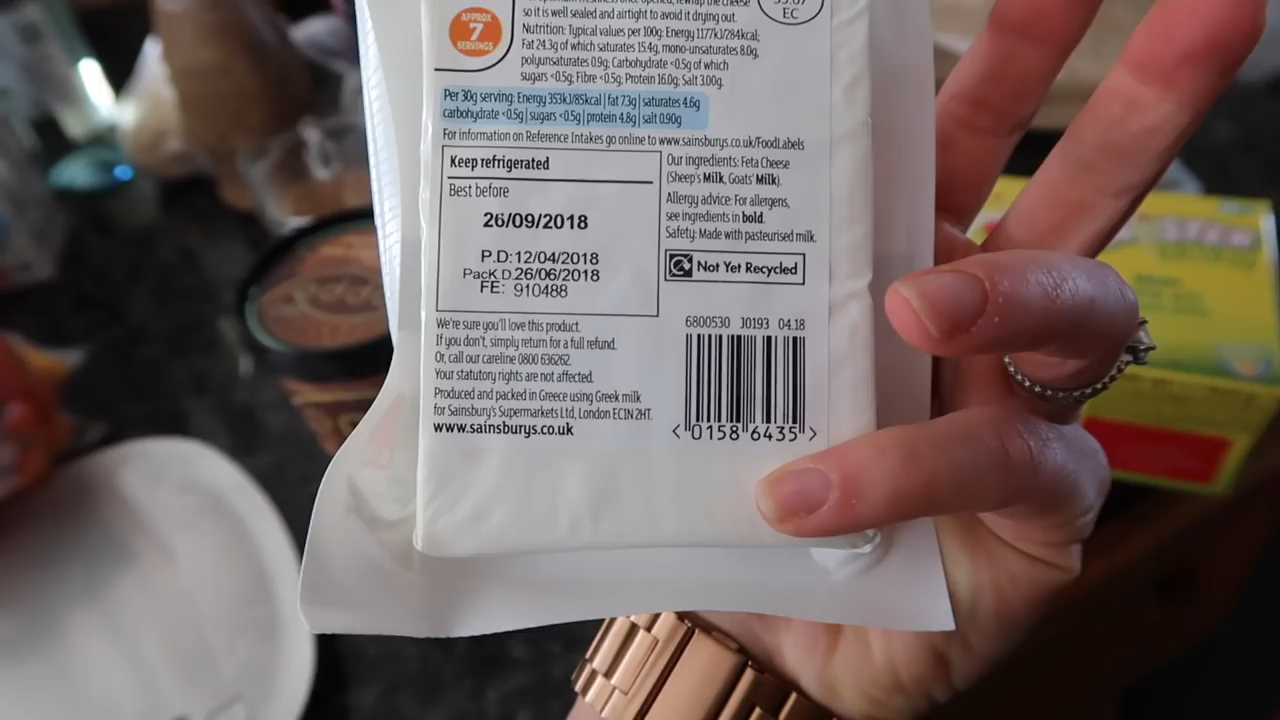 APPROX
7
SERVINGS
EC
so it is well sealed and airtight to avoid it drying out.
Nutrition: Typical values per 100g: Energy 1177kJ/284kcal;
Fat 24.3g of which saturates 15.4g, mono-unsaturates 8.0g,
polyunsaturates 0.9g; Carbohydrate <0.5g of which
sugars <0.5g; Fibre <0.5g; Protein 16.0g; Salt 3.00g.
Per 30g serving: Energy 353kJ/85kcal | fat 7.3g | saturates 4.6g
carbohydrate <0.5g | sugars <0.5g | protein 4.8g | salt 0.90g
For information on Reference Intakes go online to www.sainsburys.co.uk/FoodLabels
Keep refrigerated
Best before
26/09/2018
P.D:12/04/2018
Pack.D.26/06/2018
FE: 910488
Our ingredients: Feta Cheese
(Sheep's Milk, Goats' Milk).
Allergy advice: For allergens,
see ingredients in bold.
Safety: Made with pasteurised milk.
Not Yet Recycled
We're sure you'll love this product.
If you don't, simply return for a full refund.
Or, call our careline 0800 636262.
Your statutory rights are not affected.
Produced and packed in Greece using Greek milk
for Sainsbury's Supermarkets Ltd, London EC1N 2HT.
www.sainsburys.co.uk
6800530 J0193 04.18
<0158 6435>